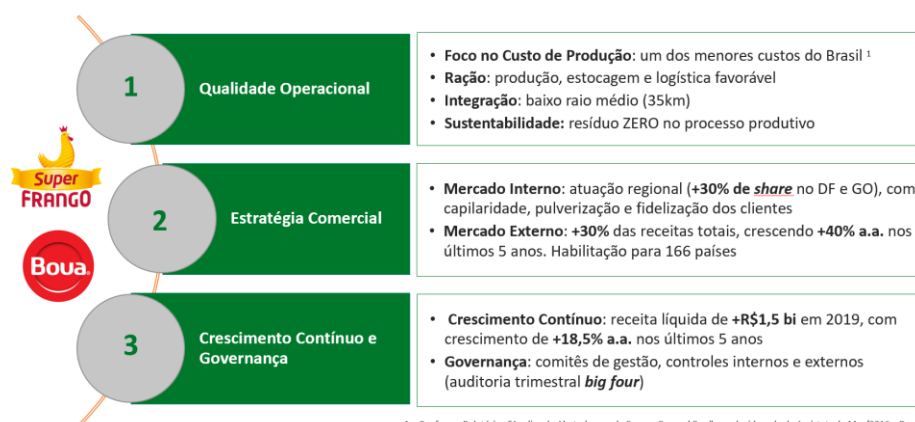 1
Qualidade Operacional
• Foco no Custo de Produção: um dos menores custos do Brasil ¹
• Ração: produção, estocagem e logística favorável
• Integração: baixo raio médio (35km)
• Sustentabilidade: resíduo ZERO no processo produtivo
Super
FRANGO
Boua
2
Estratégia Comercial
• Mercado Interno: atuação regional (+30% de share no DF e GO), com
capilaridade, pulverização e fidelização dos clientes
• Mercado Externo: +30% das receitas totais, crescendo +40% a.a. nos
últimos 5 anos. Habilitação para 166 países
3
Crescimento Contínuo e
Governança
• Crescimento Contínuo: receita líquida de +R$1,5 bi em 2019, com
crescimento de +18,5% a.a. nos últimos 5 anos
• Governança: comitês de gestão, controles internos e externos
(auditoria trimestral big four)